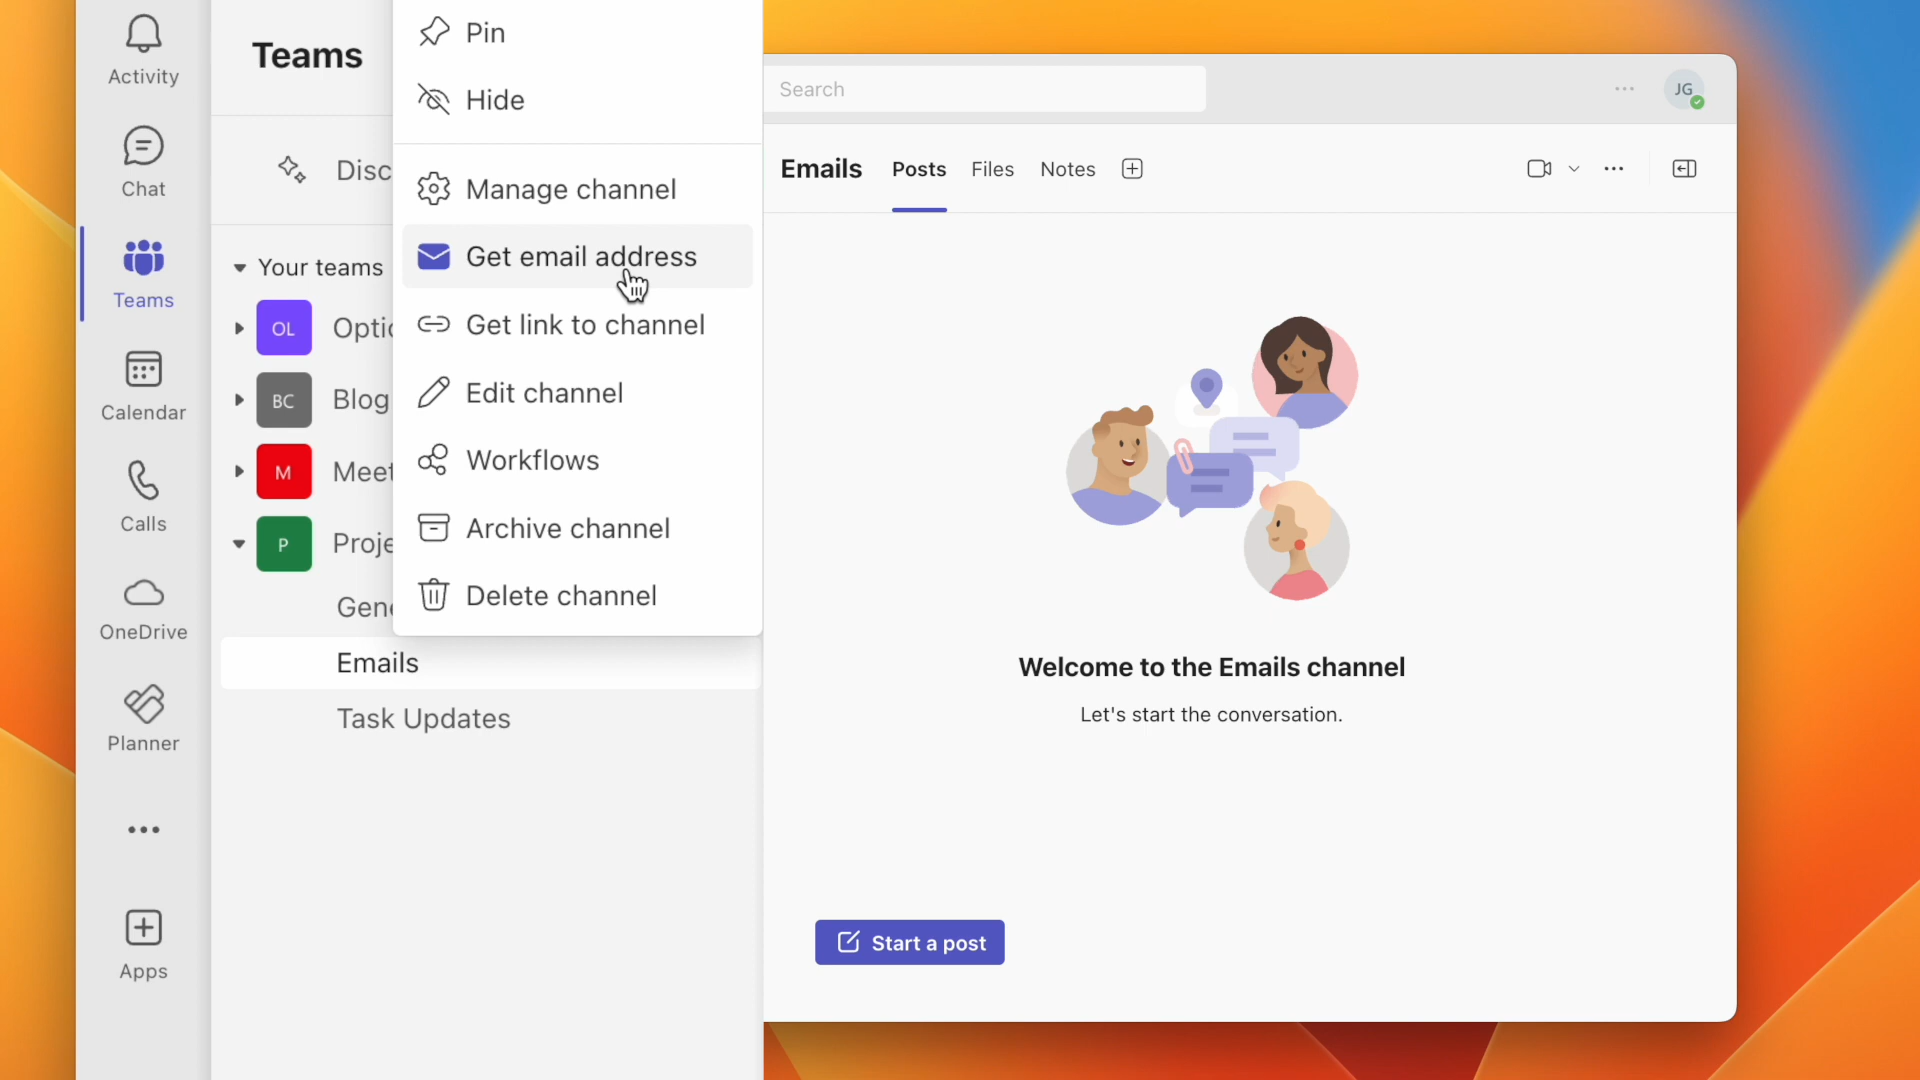 Activity
Chat
Teams
Calendar
Calls
OneDrive
Planner
Apps
Teams
Disc
Your teams
OL Optic
BC Blog
M Meet
P Proje
Gene
Emails
Task Updates
Pin
Hide
Manage channel
Get email address
Get link to channel
Edit channel
Workflows
Archive channel
Delete channel
Search
JG
Emails Posts Files Notes
Welcome to the Emails channel
Let's start the conversation.
Start a post